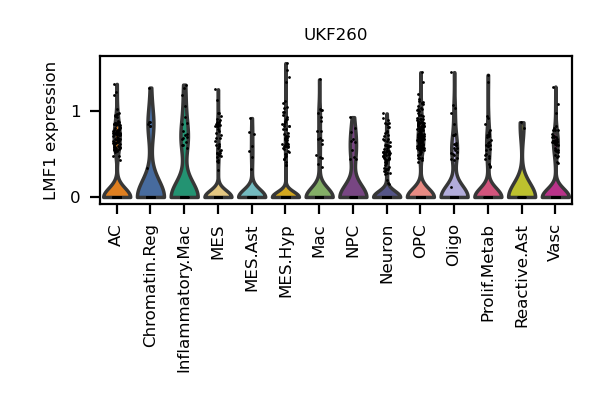 UKF260
LMF1 expression
1
0
AC
Chromatin.Reg
Inflammatory.Mac
MES
MES.Ast
MES.Hyp
Mac
NPC
Neuron
OPC
Oligo
Prolif.Metab
Reactive.Ast
Vasc